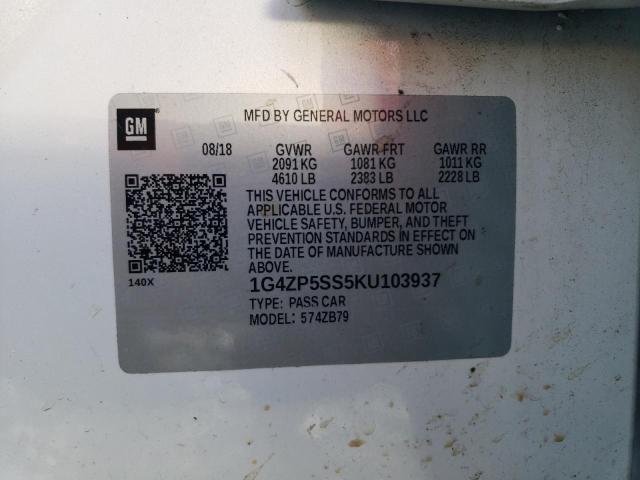 GM
MFD BY GENERAL MOTORS LLC
08/18 GVWR GAWR FRT GAWR RR
2091 KG 1081 KG 1011 KG
4610 LB 2383 LB 2228 LB
THIS VEHICLE CONFORMS TO ALL
APPLICABLE U.S. FEDERAL MOTOR
VEHICLE SAFETY, BUMPER, AND THEFT
PREVENTION STANDARDS IN EFFECT ON
THE DATE OF MANUFACTURE SHOWN
ABOVE.
140X
1G4ZP5SS5KU103937
TYPE: PASS CAR
MODEL: 574ZB79